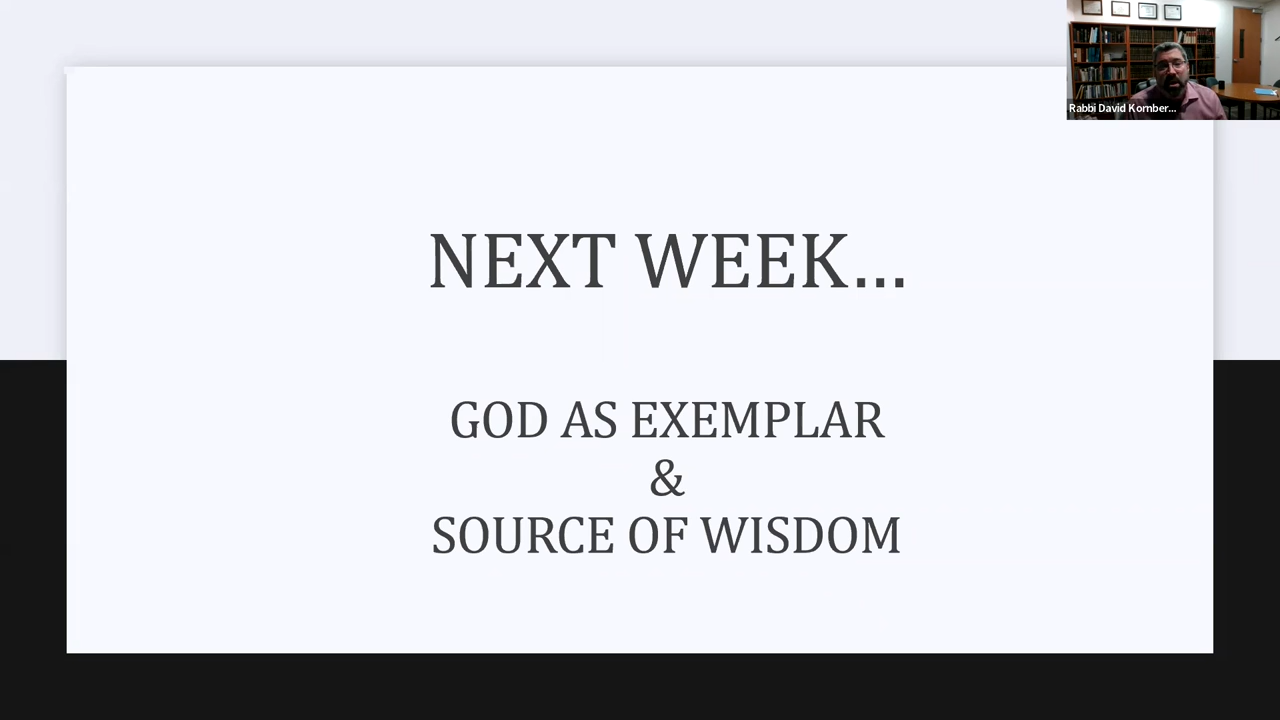 Rabbi David Kornber...
NEXT WEEK...
GOD AS EXEMPLAR
&
SOURCE OF WISDOM